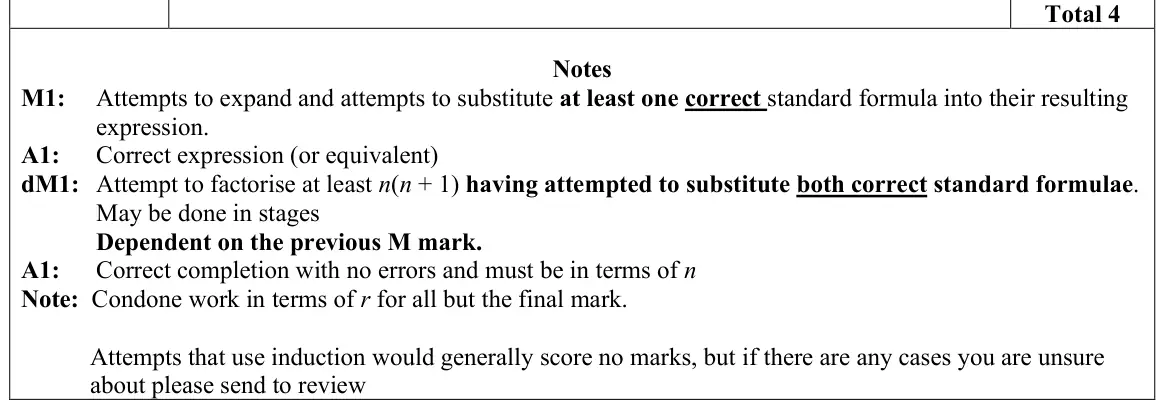 Total 4
Notes
M1: Attempts to expand and attempts to substitute at least one correct standard formula into their resulting
expression.
A1: Correct expression (or equivalent)
dM1: Attempt to factorise at least n(n + 1) having attempted to substitute both correct standard formulae.
May be done in stages
Dependent on the previous M mark.
A1: Correct completion with no errors and must be in terms of n
Note: Condone work in terms of r for all but the final mark.
Attempts that use induction would generally score no marks, but if there are any cases you are unsure
about please send to review